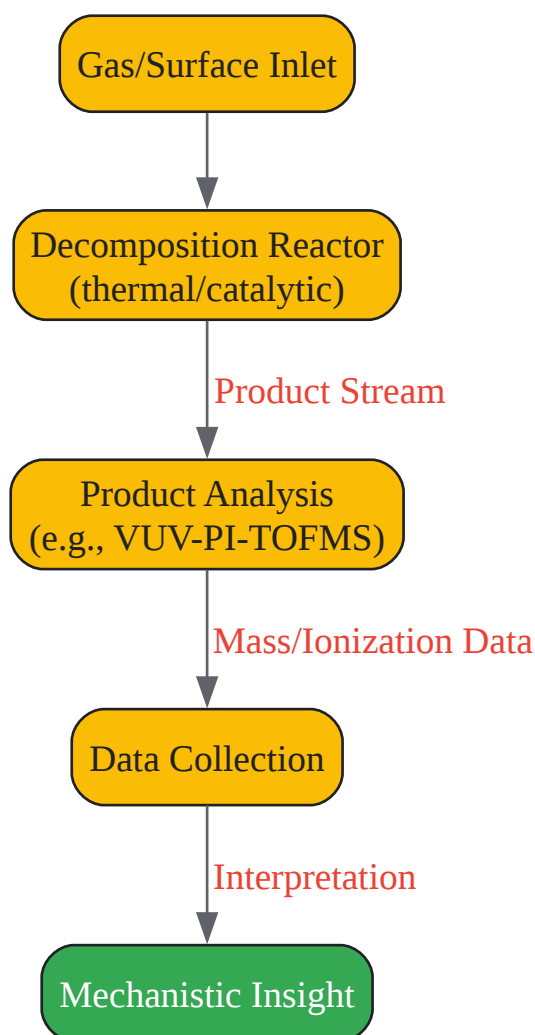 Gas/Surface Inlet
Decomposition Reactor
(thermal/catalytic)
Product Stream
Product Analysis
(e.g., VUV-PI-TOFMS)
Mass/Ionization Data
Data Collection
Interpretation
Mechanistic Insight